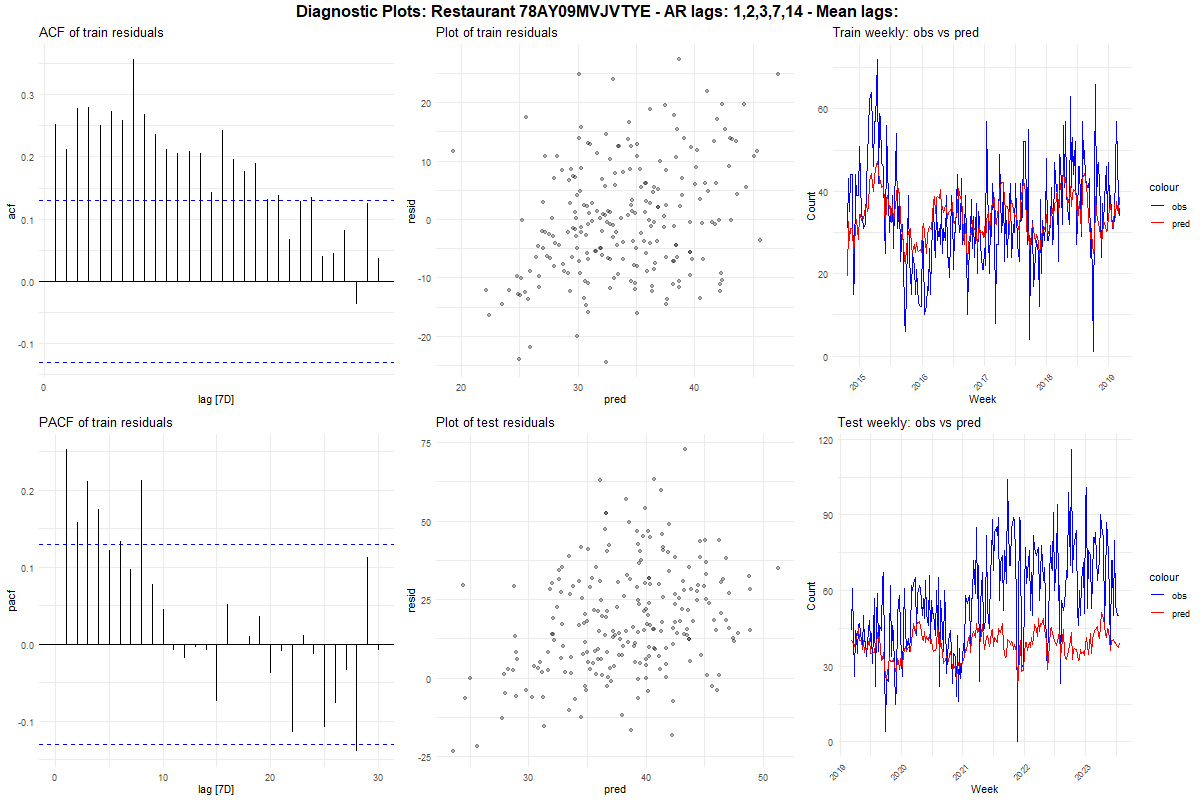 Diagnostic Plots: Restaurant 78AY09MVJVTYE - AR lags: 1,2,3,7,14 - Mean lags:
ACF of train residuals
acf
0.3
0.2
0.1
0.0
-0.1
0
lag [7D]
Plot of train residuals
resid
20
10
0
-10
-20
20 30 40
pred
Train weekly: obs vs pred
Count
60
40
20
0
2015 2016 2017 2018 2019
Week
colour
obs
pred
PACF of train residuals
pacf
0.2
0.1
0.0
-0.1
0 10 20 30
lag [7D]
Plot of test residuals
resid
75
50
25
0
-25
30 40 50
pred
Test weekly: obs vs pred
Count
120
90
60
30
0
2019 2020 2021 2022 2023
Week
colour
obs
pred